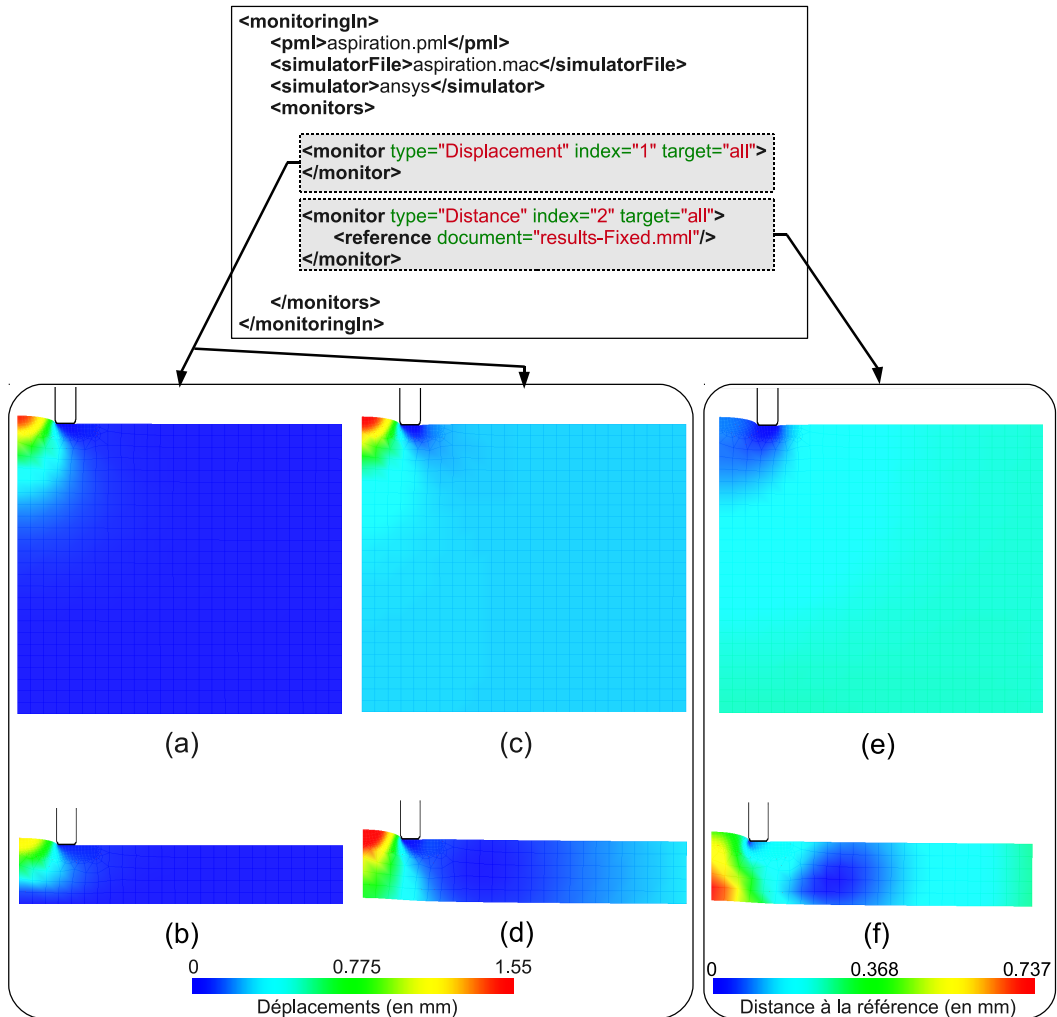 <monitoringIn>
<pml>aspiration.pml</pml>
<simulatorFile>aspiration.mac</simulatorFile>
<simulator>ansys</simulator>
<monitors>
<monitor type="Displacement" index="1" target="all">
</monitor>
<monitor type="Distance" index="2" target="all">
<reference document="results-Fixed.mml"/>
</monitor>
</monitors>
</monitoringIn>
(a)
(c)
(e)
(b)
(d)
(f)
0 0.775 1.55
Déplacements (en mm)
0 0.368 0.737
Distance à la référence (en mm)